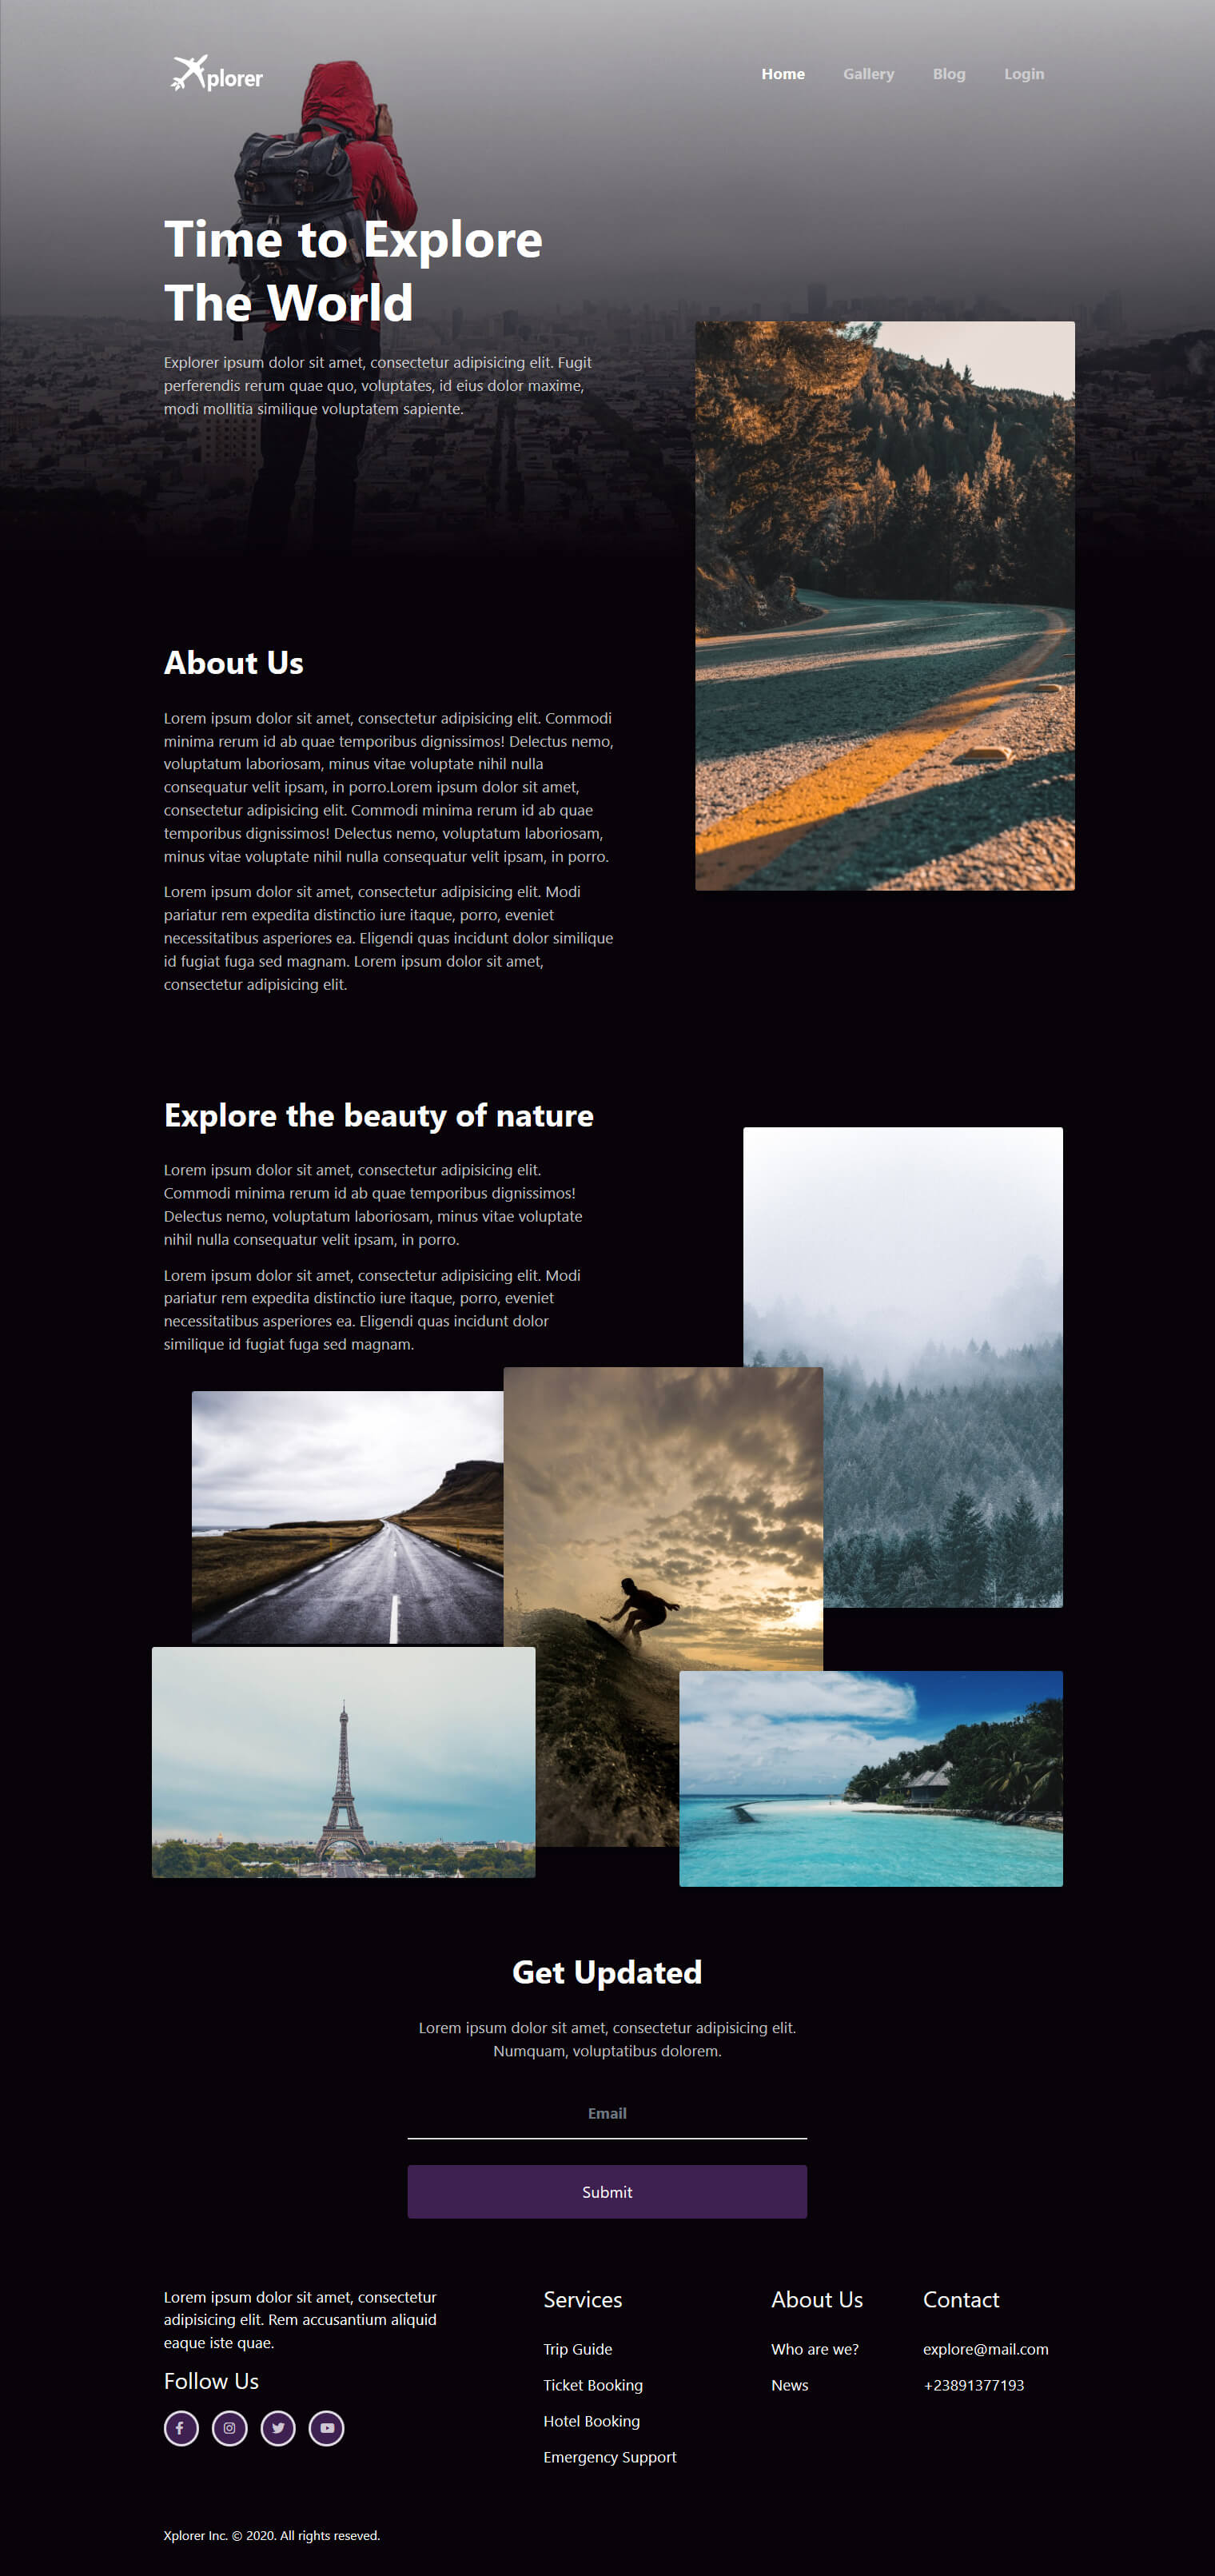 Xplorer
Home Gallery Blog Login
Time to Explore
The World
Explorer ipsum dolor sit amet, consectetur adipisicing elit. Fugit
perferendis rerum quae quo, voluptates, id eius dolor maxime,
modi mollitia similique voluptatem sapiente.
About Us
Lorem ipsum dolor sit amet, consectetur adipisicing elit. Commodi
minima rerum id ab quae temporibus dignissimos! Delectus nemo,
voluptatum laboriosam, minus vitae voluptate nihil nulla
consequatur velit ipsam, in porro.Lorem ipsum dolor sit amet,
consectetur adipisicing elit. Commodi minima rerum id ab quae
temporibus dignissimos! Delectus nemo, voluptatum laboriosam,
minus vitae voluptate nihil nulla consequatur velit ipsam, in porro.
Lorem ipsum dolor sit amet, consectetur adipisicing elit. Modi
pariatur rem expedita distinctio iure itaque, porro, eveniet
necessitatibus asperiores ea. Eligendi quas incidunt dolor similique
id fugiat fuga sed magnam. Lorem ipsum dolor sit amet,
consectetur adipisicing elit.
Explore the beauty of nature
Lorem ipsum dolor sit amet, consectetur adipisicing elit.
Commodi minima rerum id ab quae temporibus dignissimos!
Delectus nemo, voluptatum laboriosam, minus vitae voluptate
nihil nulla consequatur velit ipsam, in porro.
Lorem ipsum dolor sit amet, consectetur adipisicing elit. Modi
pariatur rem expedita distinctio iure itaque, porro, eveniet
necessitatibus asperiores ea. Eligendi quas incidunt dolor
similique id fugiat fuga sed magnam.
Get Updated
Lorem ipsum dolor sit amet, consectetur adipisicing elit.
Numquam, voluptatibus dolorem.
Email
Submit
Lorem ipsum dolor sit amet, consectetur
adipisicing elit. Rem accusantium aliquid
eaque iste quae.
Follow Us
Services
Trip Guide
Ticket Booking
Hotel Booking
Emergency Support
About Us
Who are we?
News
Contact
explore@mail.com
+23891377193
Xplorer Inc. © 2020. All rights reseved.